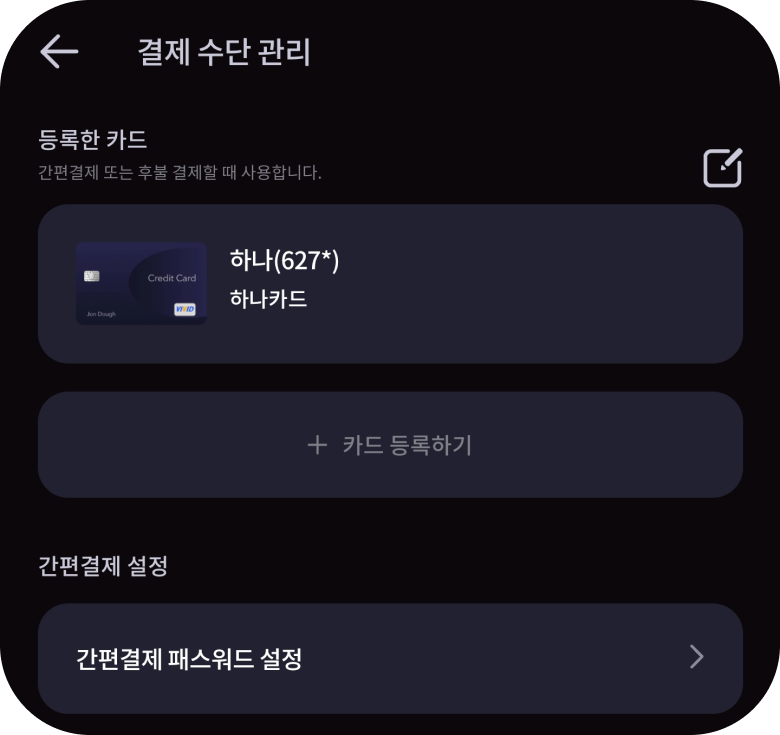 결제 수단 관리
등록한 카드
간편결제 또는 후불 결제할 때 사용합니다.
하나(627*)
하나카드
Credit Card
Jon Dough
VIVID
+ 카드 등록하기
간편결제 설정
간편결제 패스워드 설정